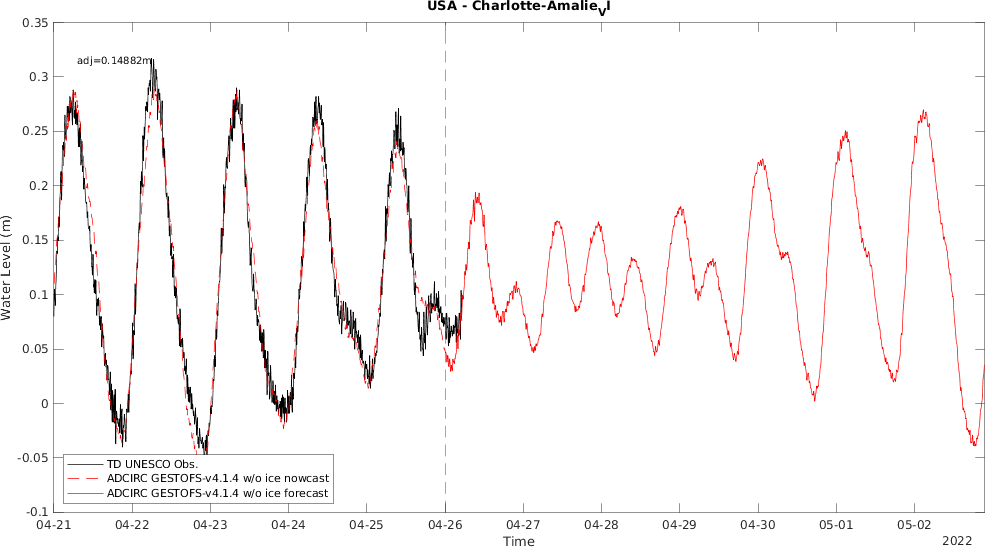 USA - Charlotte-AmalieVI
0.35
adj=0.14882m
0.3
0.25
0.2
0.15
0.1
0.05
0
-0.05
-0.1
Water Level (m)
TD UNESCO Obs.
ADCIRC GESTOFS-v4.1.4 w/o ice nowcast
ADCIRC GESTOFS-v4.1.4 w/o ice forecast
04-21 04-22 04-23 04-24 04-25 04-26 04-27 04-28 04-29 04-30 05-01 05-02
Time
2022